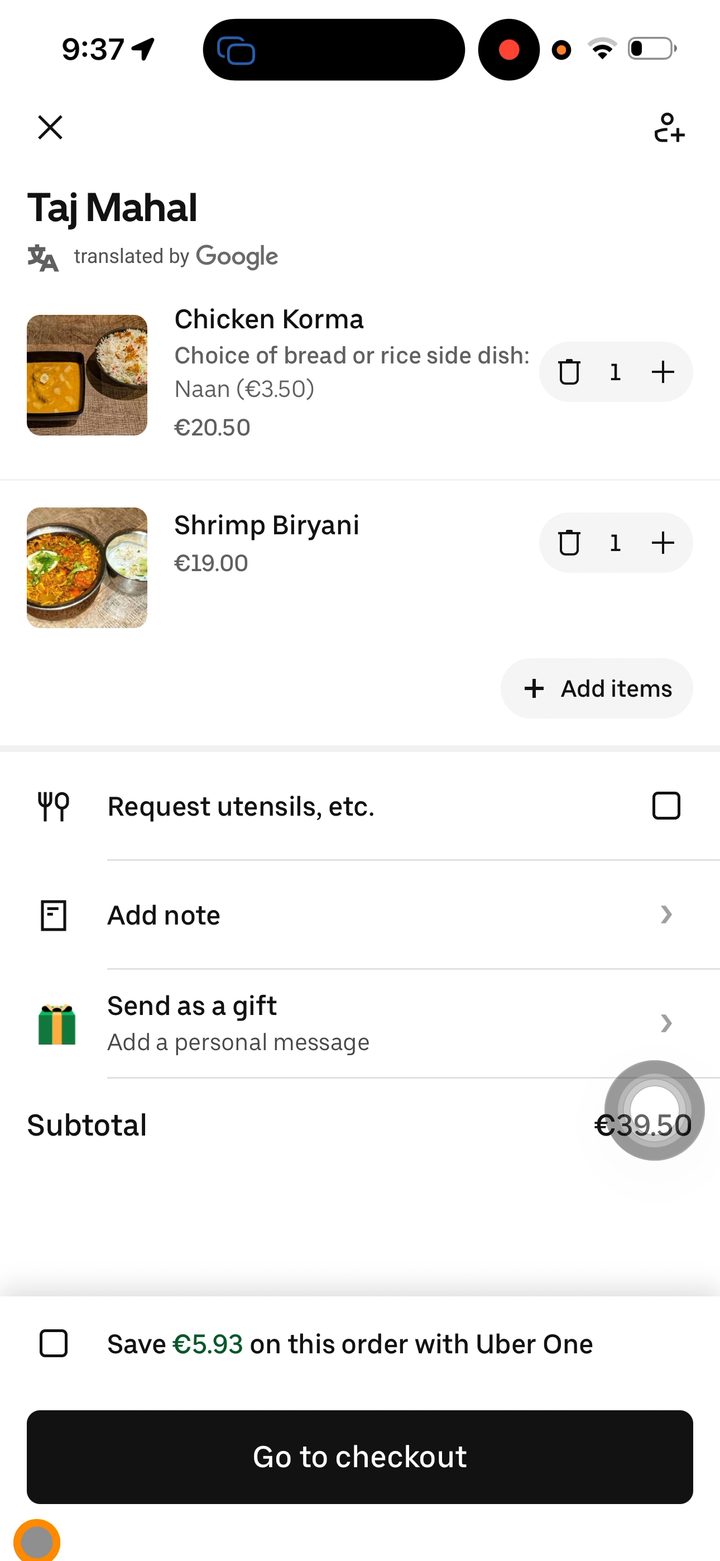 9:37
Taj Mahal
translated by Google
Chicken Korma
Choice of bread or rice side dish:
Naan (€3.50)
€20.50
1
Shrimp Biryani
€19.00
1
Add items
Request utensils, etc.
Add note
Send as a gift
Add a personal message
Subtotal €39.50
Save €5.93 on this order with Uber One
Go to checkout